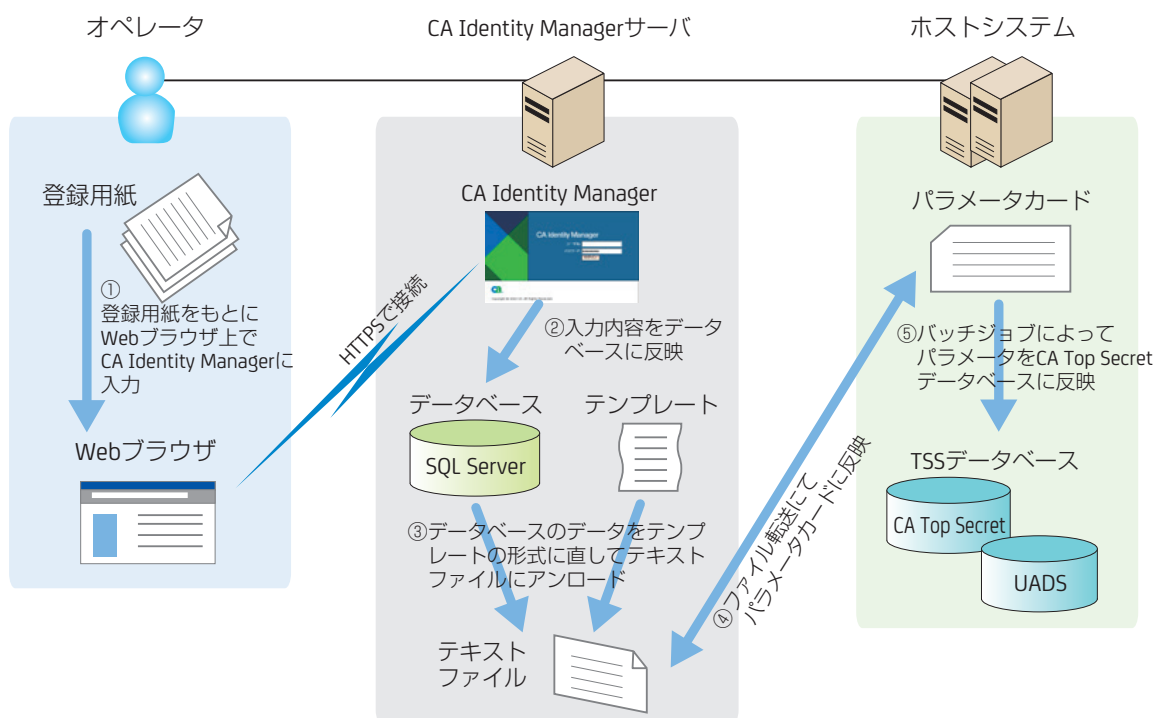 オペレータ
CA Identity Managerサーバ
ホストシステム
登録用紙
①
登録用紙をもとに
Webブラウザ上で
CA Identity Managerに
入力
Webブラウザ
HTTPSで接続
CA Identity Manager
CA Identity Manager
②入力内容をデータ
ベースに反映
データベース
テンプレート
SQL Server
③データベースのデータをテンプ
レートの形式に直してテキスト
ファイルにアンロード
テキスト
ファイル
④ファイル転送にて
パラメータカードに反映
パラメータカード
⑤バッチジョブによって
パラメータをCA Top Secret
データベースに反映
TSSデータベース
CA Top Secret
UADS